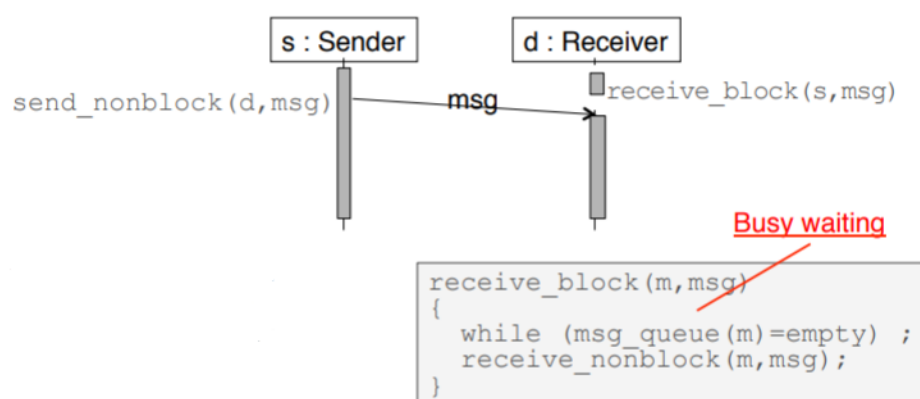 s : Sender
d : Receiver
send_nonblock(d,msg)
msg
receive_block(s,msg)
Busy waiting
receive_block(m,msg)
{
while (msg_queue(m)=empty) ;
receive_nonblock(m,msg);
}